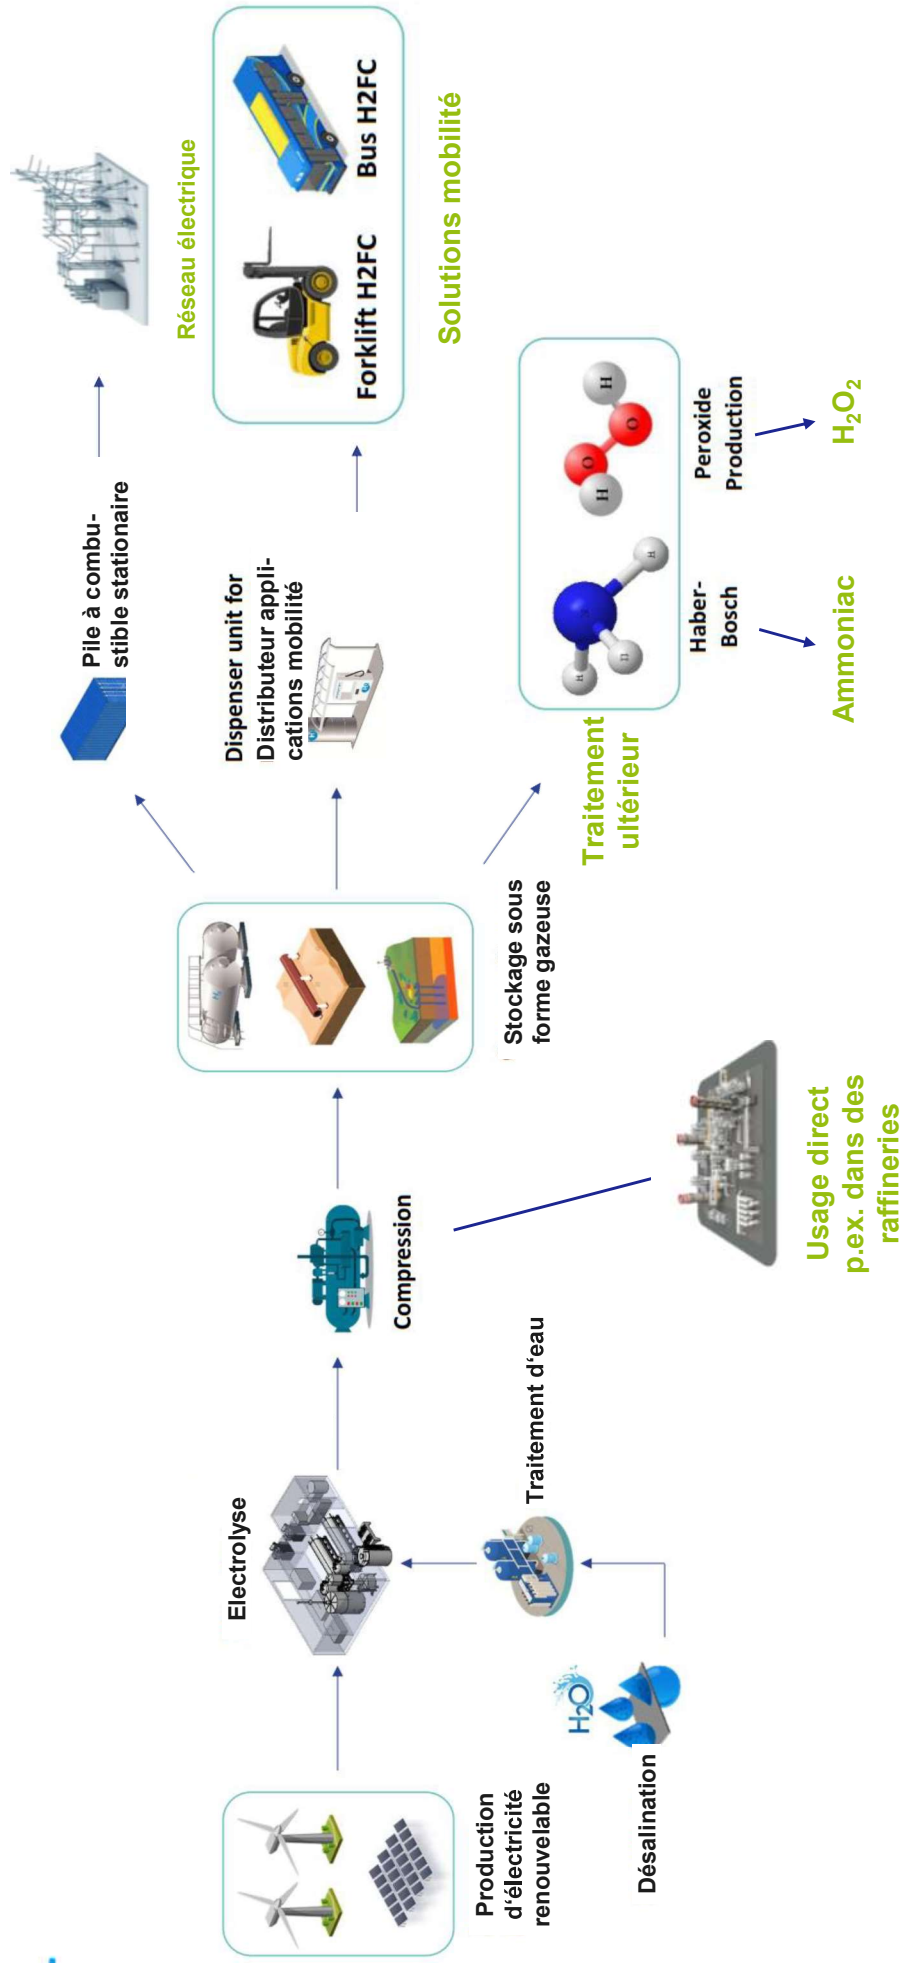 Production
d'électricité
renouvelable
Désalination
H2O
Electrolyse
Traitement d'eau
Compression
Usage direct
p.ex. dans des
raffineries
H2
Stockage sous
forme gazeuse
Pile à combu-
stible stationaire
Réseau électrique
Dispenser unit for
Distributeur appli-
cations mobilité
Forklift H2FC
Bus H2FC
Solutions mobilité
Traitement
ultérieur
H
H
H
H
O
O
H
Haber-
Bosch
Peroxide
Production
Ammoniac
H₂O₂